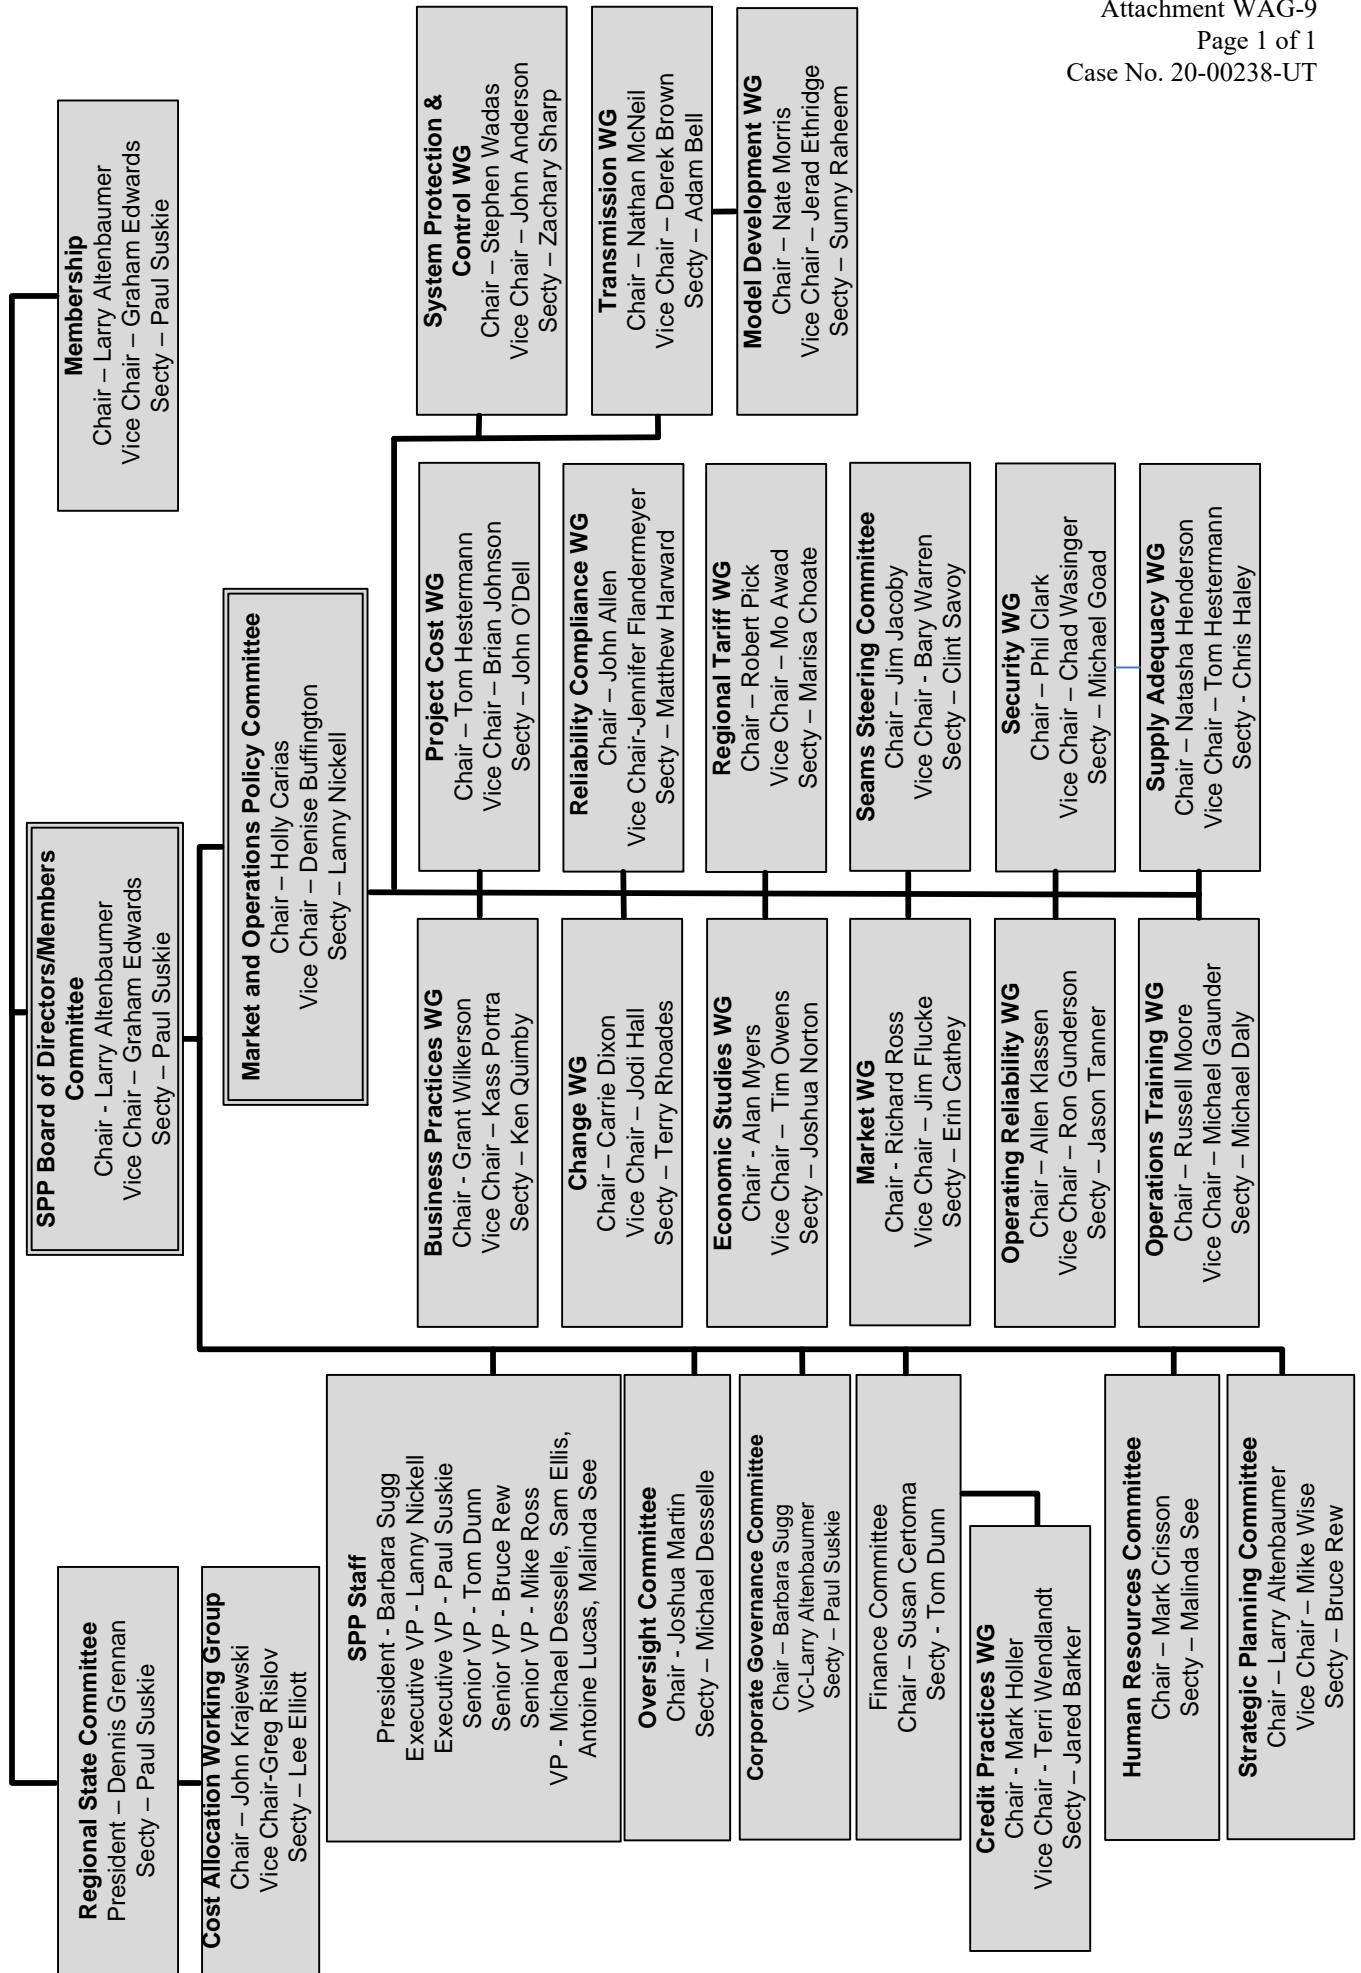 Attachment WAG-9
Page 1 of 1
Case No. 20-00238-UT
SPP Board of Directors/Members
Committee
Chair - Larry Altenbaumer
Vice Chair – Graham Edwards
Secty – Paul Suskie
Regional State Committee
President – Dennis Grennan
Secty – Paul Suskie
Cost Allocation Working Group
Chair – John Krajewski
Vice Chair-Greg Rislov
Secty – Lee Elliott
Membership
Chair – Larry Altenbaumer
Vice Chair – Graham Edwards
Secty – Paul Suskie
Market and Operations Policy Committee
Chair – Holly Carias
Vice Chair – Denise Buffington
Secty – Lanny Nickell
SPP Staff
President - Barbara Sugg
Executive VP - Lanny Nickell
Executive VP - Paul Suskie
Senior VP - Tom Dunn
Senior VP - Bruce Rew
Senior VP - Mike Ross
VP - Michael Desselle, Sam Ellis,
Antoine Lucas, Malinda See
Oversight Committee
Chair - Joshua Martin
Secty – Michael Desselle
Corporate Governance Committee
Chair – Barbara Sugg
VC-Larry Altenbaumer
Secty – Paul Suskie
Finance Committee
Chair – Susan Certoma
Secty - Tom Dunn
Credit Practices WG
Chair - Mark Holler
Vice Chair - Terri Wendlandt
Secty – Jared Barker
Human Resources Committee
Chair – Mark Crisson
Secty – Malinda See
Strategic Planning Committee
Chair – Larry Altenbaumer
Vice Chair – Mike Wise
Secty – Bruce Rew
Business Practices WG
Chair - Grant Wilkerson
Vice Chair – Kass Portra
Secty – Ken Quimby
Change WG
Chair – Carrie Dixon
Vice Chair – Jodi Hall
Secty – Terry Rhoades
Economic Studies WG
Chair - Alan Myers
Vice Chair – Tim Owens
Secty – Joshua Norton
Market WG
Chair - Richard Ross
Vice Chair – Jim Flucke
Secty – Erin Cathey
Operating Reliability WG
Chair – Allen Klassen
Vice Chair – Ron Gunderson
Secty – Jason Tanner
Operations Training WG
Chair – Russell Moore
Vice Chair – Michael Gaunder
Secty – Michael Daly
Project Cost WG
Chair – Tom Hestermann
Vice Chair – Brian Johnson
Secty – John O’Dell
Reliability Compliance WG
Chair – John Allen
Vice Chair-Jennifer Flandermeyer
Secty – Matthew Harward
Regional Tariff WG
Chair – Robert Pick
Vice Chair – Mo Awad
Secty – Marisa Choate
Seams Steering Committee
Chair – Jim Jacoby
Vice Chair - Bary Warren
Secty – Clint Savoy
Security WG
Chair – Phil Clark
Vice Chair – Chad Wasinger
Secty – Michael Goad
Supply Adequacy WG
Chair – Natasha Henderson
Vice Chair – Tom Hestermann
Secty - Chris Haley
System Protection &
Control WG
Chair – Stephen Wadas
Vice Chair – John Anderson
Secty – Zachary Sharp
Transmission WG
Chair – Nathan McNeil
Vice Chair – Derek Brown
Secty – Adam Bell
Model Development WG
Chair – Nate Morris
Vice Chair – Jerad Ethridge
Secty – Sunny Raheem